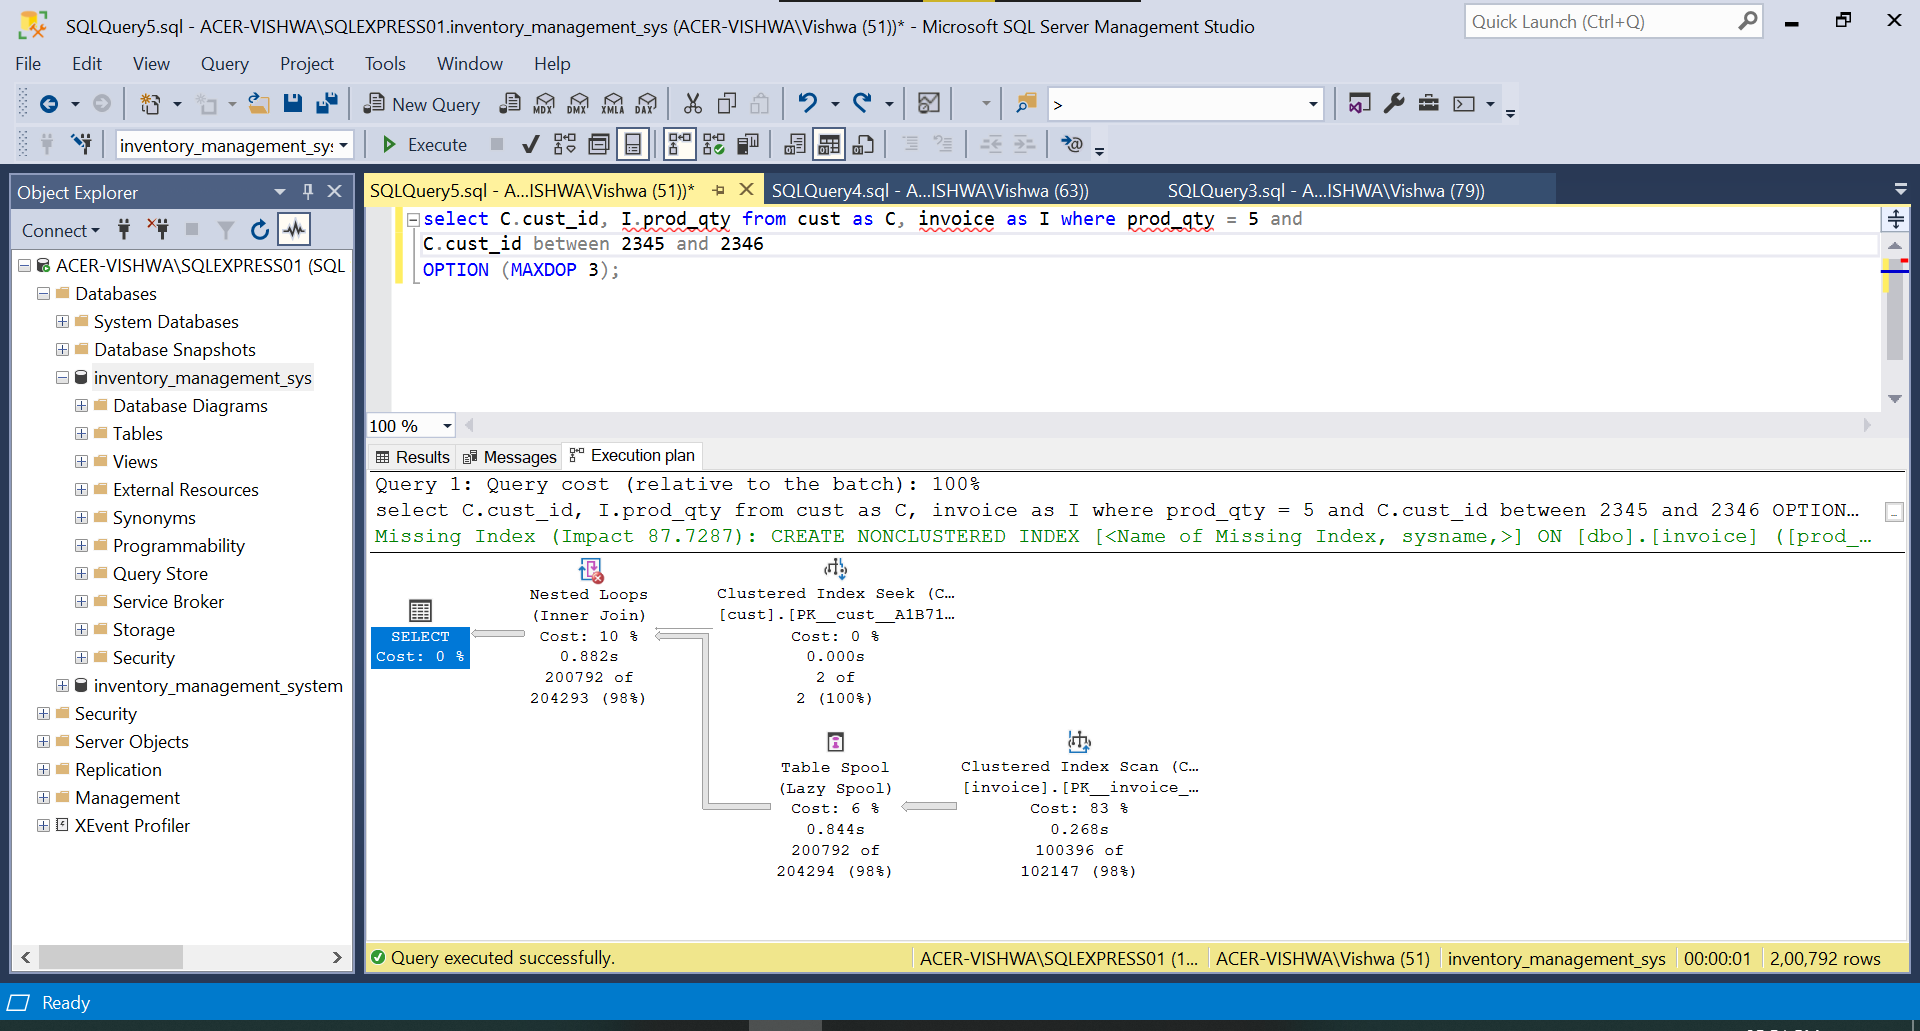 SQLQuery5.sql - ACER-VISHWA\SQLEXPRESS01.inventory_management_sys (ACER-VISHWA\Vishwa (51))* - Microsoft SQL Server Management Studio
Quick Launch (Ctrl+Q)
File Edit View Query Project Tools Window Help
New Query MDX DMX XMLA DAX >
inventory_management_sy Execute
Object Explorer
Connect
ACER-VISHWA\SQLEXPRESS01 (SQL
Databases
System Databases
Database Snapshots
inventory_management_sys
Database Diagrams
Tables
Views
External Resources
Synonyms
Programmability
Query Store
Service Broker
Storage
Security
inventory_management_system
Security
Server Objects
Replication
Management
XEvent Profiler
SQLQuery5.sql - A...ISHWA\Vishwa (51))* SQLQuery4.sql - A...ISHWA\Vishwa (63)) SQLQuery3.sql - A...ISHWA\Vishwa (79))
select C.cust_id, I.prod_qty from cust as C, invoice as I where prod_qty = 5 and
C.cust_id between 2345 and 2346
OPTION (MAXDOP 3);
100 %
Results Messages Execution plan
Query 1: Query cost (relative to the batch): 100%
select C.cust_id, I.prod_qty from cust as C, invoice as I where prod_qty = 5 and C.cust_id between 2345 and 2346 OPTION...
Missing Index (Impact 87.7287): CREATE NONCLUSTERED INDEX [<Name of Missing Index, sysname,>] ON [dbo].[invoice] ([prod_...
SELECT
Cost: 0 %
Nested Loops
(Inner Join)
Cost: 10 %
0.882s
200792 of
204293 (98%)
Clustered Index Seek (C...
[cust].[PK__cust__A1B71...
Cost: 0 %
0.000s
2 of
2 (100%)
Table Spool
(Lazy Spool)
Cost: 6 %
0.844s
200792 of
204294 (98%)
Clustered Index Scan (C...
[invoice].[PK__invoice_...
Cost: 83 %
0.268s
100396 of
102147 (98%)
Query executed successfully. ACER-VISHWA\SQLEXPRESS01 (1... ACER-VISHWA\Vishwa (51) inventory_management_sys 00:00:01 2,00,792 rows
Ready